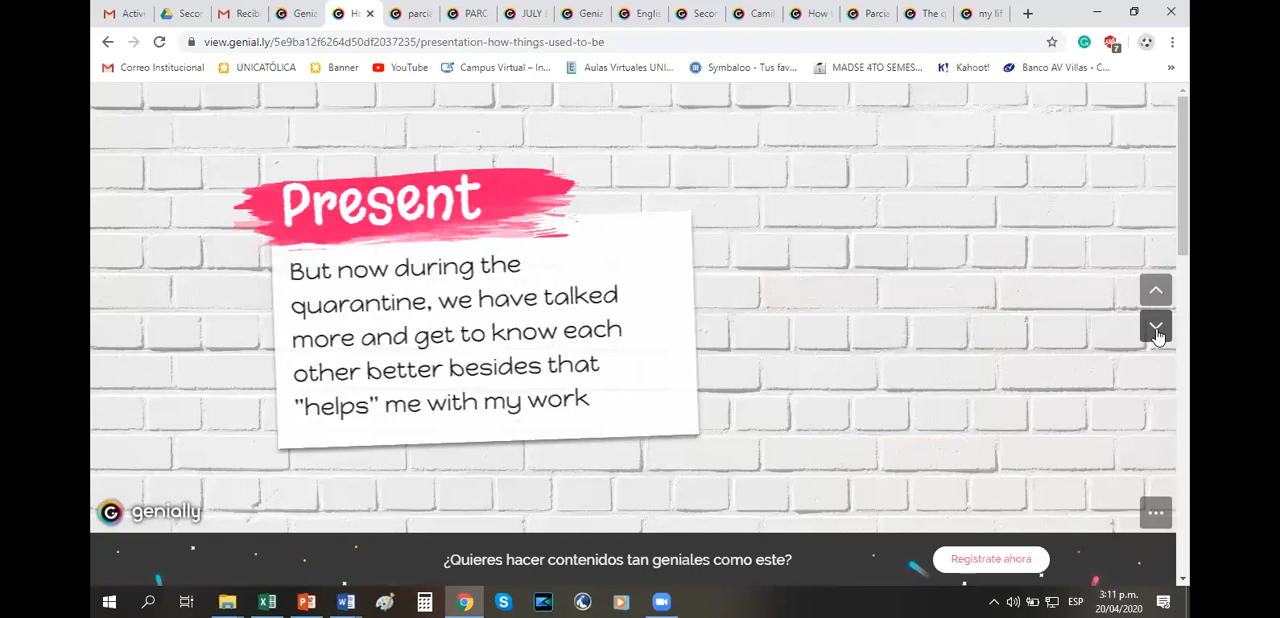 Activ
Secon
Recib
Genia
Ho
parcia
PARC
JULY
Genia
Englis
Secon
Camil
How t
Parcia
The q
my lif
view.genial.ly/5e9ba12f6264d50df2037235/presentation-how-things-used-to-be
7
Correo Institucional
UNICATÓLICA
Banner
YouTube
Campus Virtual – In...
Aulas Virtuales UNI...
Symbaloo - Tus fav...
MADSE 4TO SEMES...
K! Kahoot!
Banco AV Villas - C...
»
Present
But now during the
quarantine, we have talked
more and get to know each
other better besides that
"helps" me with my work
G genially
¿Quieres hacer contenidos tan geniales como este?
Regístrate ahora
ESP
3:11 p.m.
20/04/2020